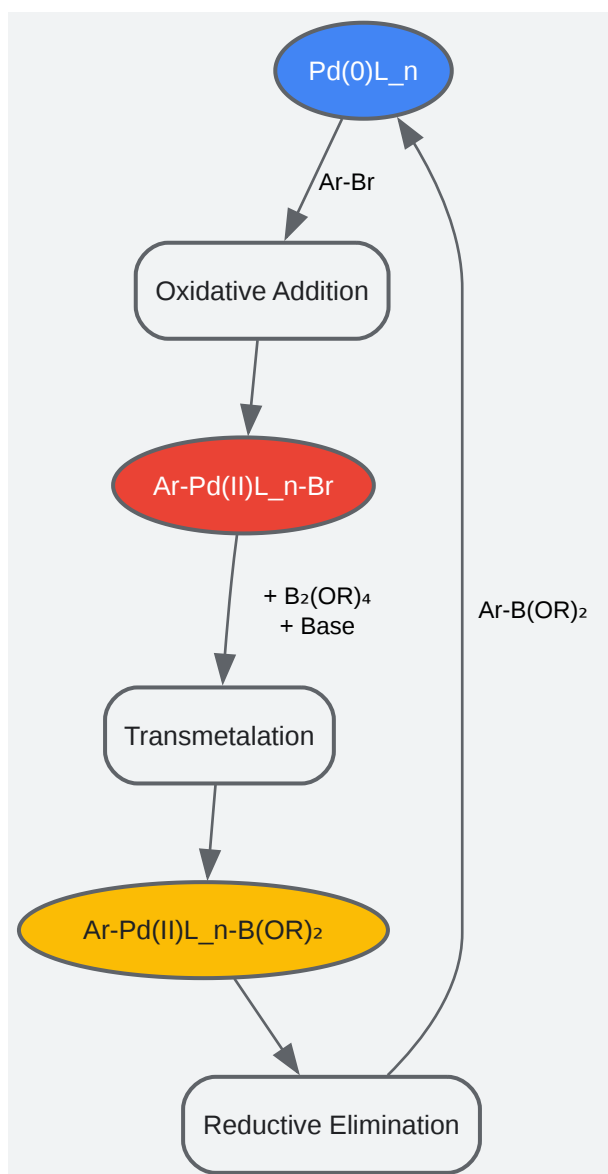 Pd(0)L_n
Ar-Br
Oxidative Addition
Ar-Pd(II)L_n-Br
+ B₂(OR)₄
+ Base
Ar-B(OR)₂
Transmetalation
Ar-Pd(II)L_n-B(OR)₂
Reductive Elimination